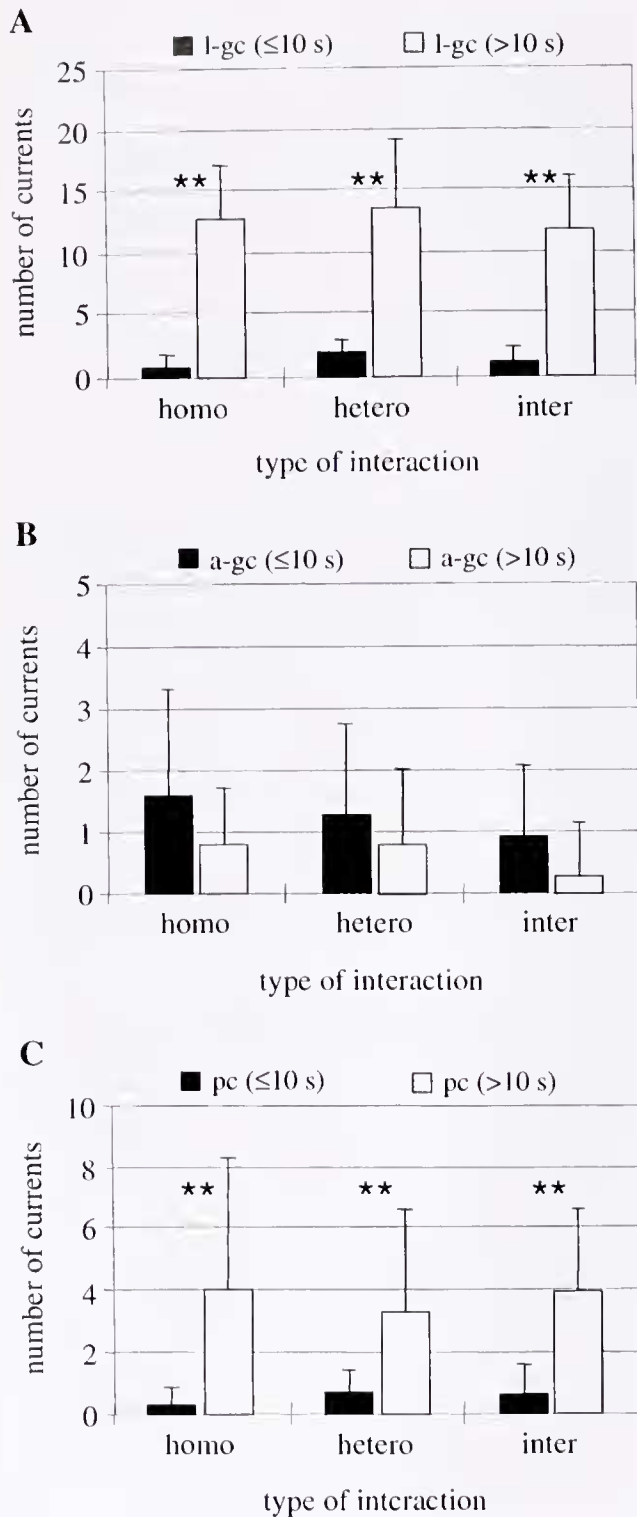 A
■ l-gc (≤10 s) □ l-gc (>10 s)
25
20
15
10
5
0
number of currents
** ** **
homo hetero inter
type of interaction
B
■ a-gc (≤10 s) □ a-gc (>10 s)
5
4
3
2
1
0
number of currents
homo hetero inter
type of interaction
C
■ pc (≤10 s) □ pc (>10 s)
10
8
6
4
2
0
number of currents
** ** **
homo hetero inter
type of interaction